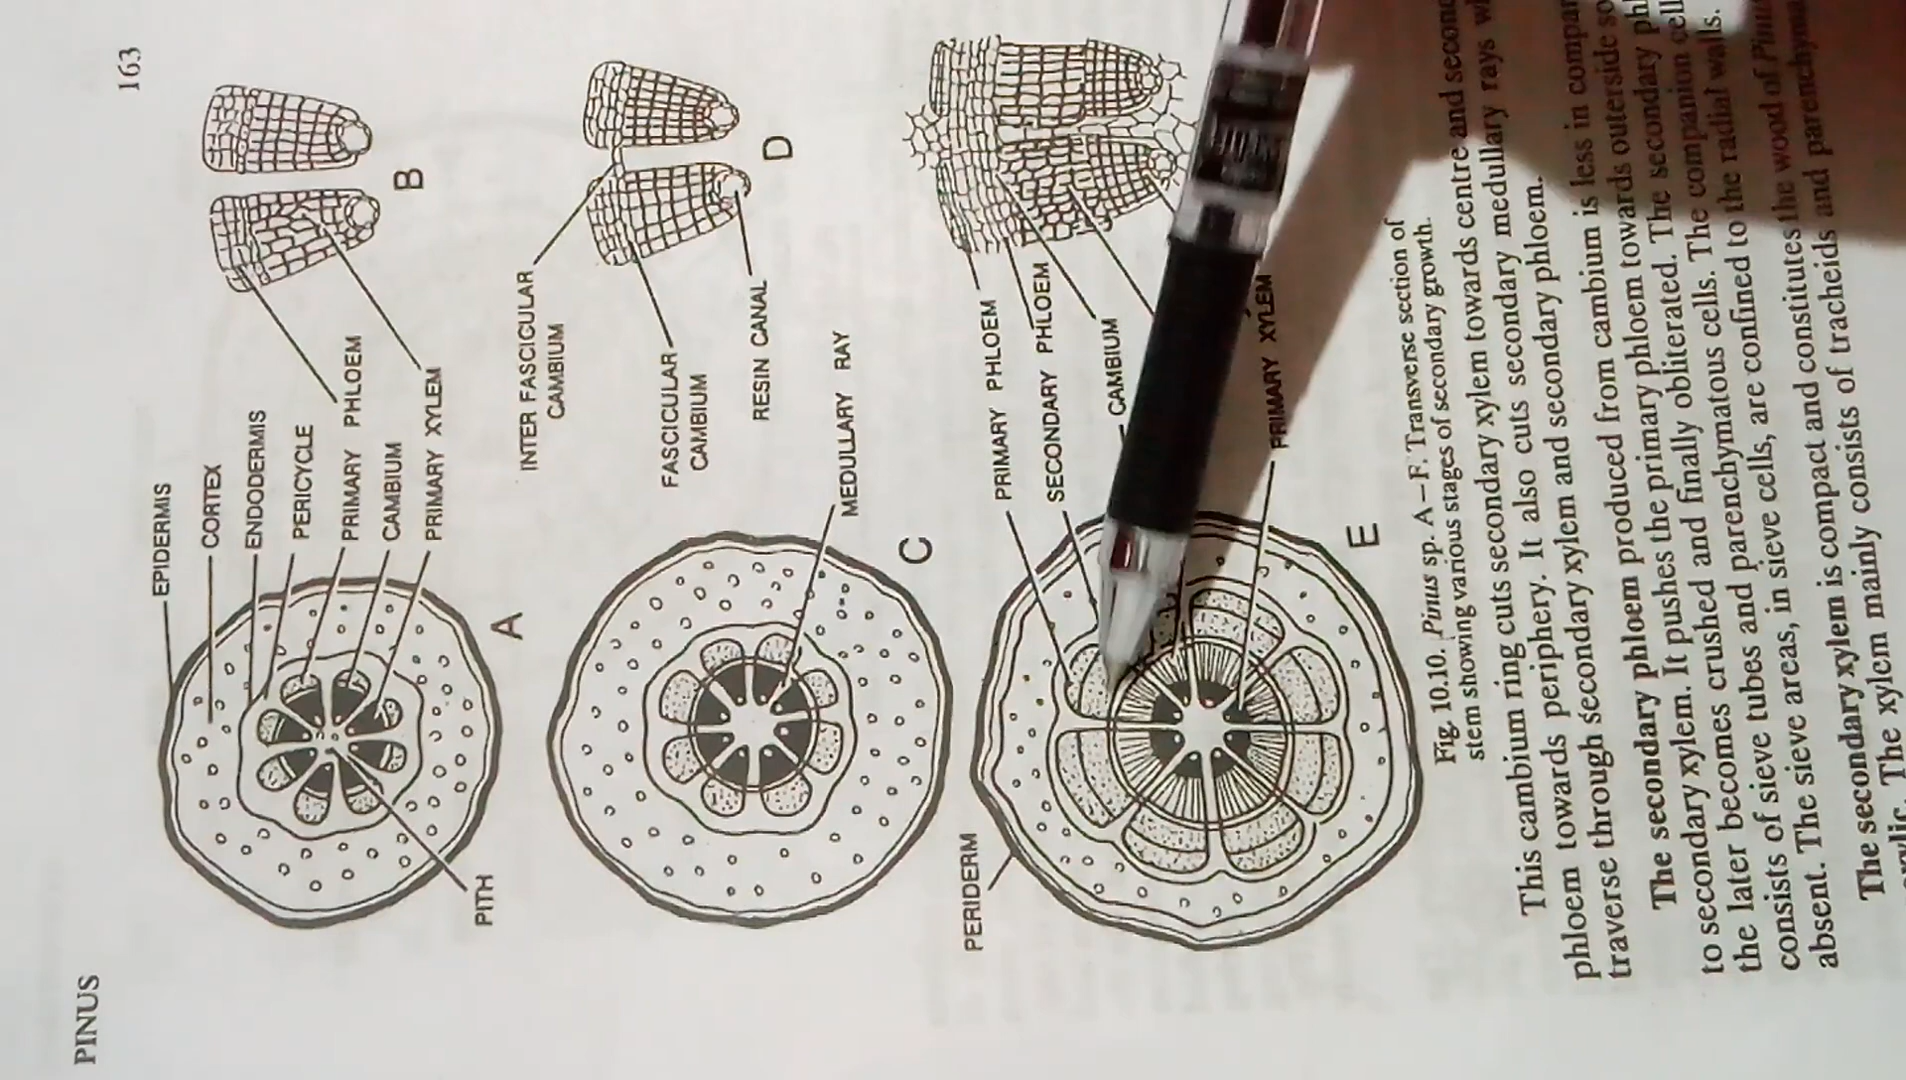 PINUS
163
EPIDERMIS
CORTEX
ENDODERMIS
PERICYCLE
PRIMARY PHLOEM
CAMBIUM
PRIMARY XYLEM
PITH
A
B
INTER FASCICULAR
CAMBIUM
FASCICULAR
CAMBIUM
RESIN CANAL
MEDULLARY RAY
C
D
PRIMARY PHLOEM
SECONDARY PHLOEM
CAMBIUM
PRIMARY XYLEM
PERIDERM
E
Fig. 10.10. Pinus sp. A–F. Transverse section of
stem showing various stages of secondary growth.
This cambium ring cuts secondary xylem towards centre and
phloem towards periphery. It also cuts secondary medullary rays
traverse through secondary xylem and secondary phloem.
The secondary phloem produced from cambium is less in
to secondary xylem. It pushes the primary phloem towards outerside
the later becomes crushed and finally obliterated. The secondary
consists of sieve tubes and parenchymatous cells. The companion
absent. The sieve areas, in sieve cells, are confined to the radial walls.
The secondary xylem is compact and constitutes the wood of
The xylem mainly consists of tracheids and